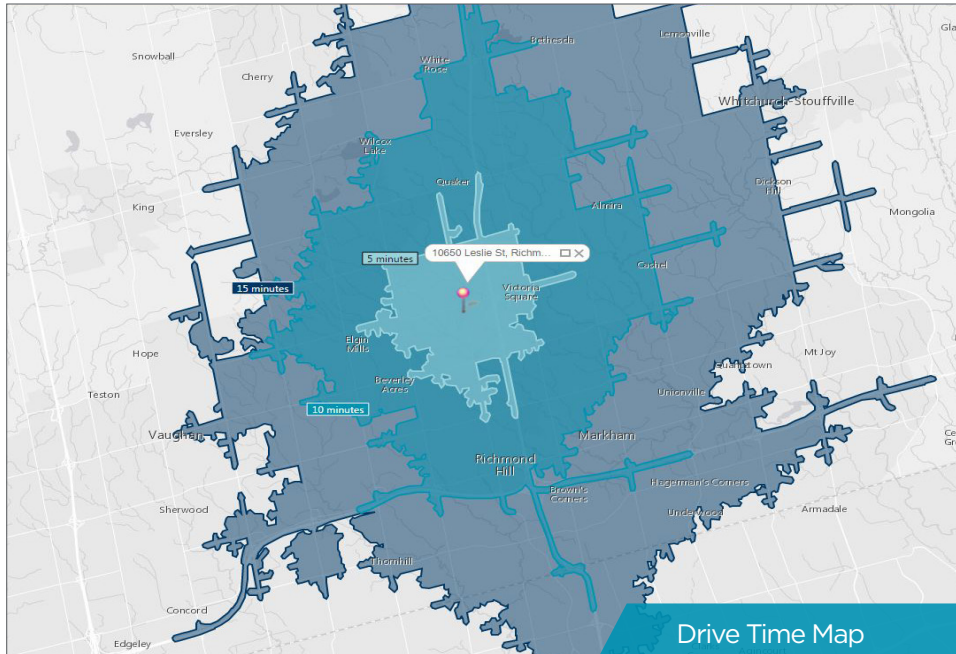 Snowball
Cherry
White
Rose
Bethesda
Lemonville
Whitchurch-Stouffville
Eversley
Wilcox
Lake
Quaker
Dickson
Hill
King
Almira
Mongolia
5 minutes
10650 Leslie St, Richm...
Cashel
15 minutes
Victoria
Square
Elgin
Mills
Hope
Mt Joy
Quantztown
Teston
Beverley
Acres
Unionville
10 minutes
Vaughan
Markham
Richmond
Hill
Brown's
Corners
Hagerman's Corners
Sherwood
Underwood
Armadale
Thornhill
Concord
Edgeley
Drive Time Map